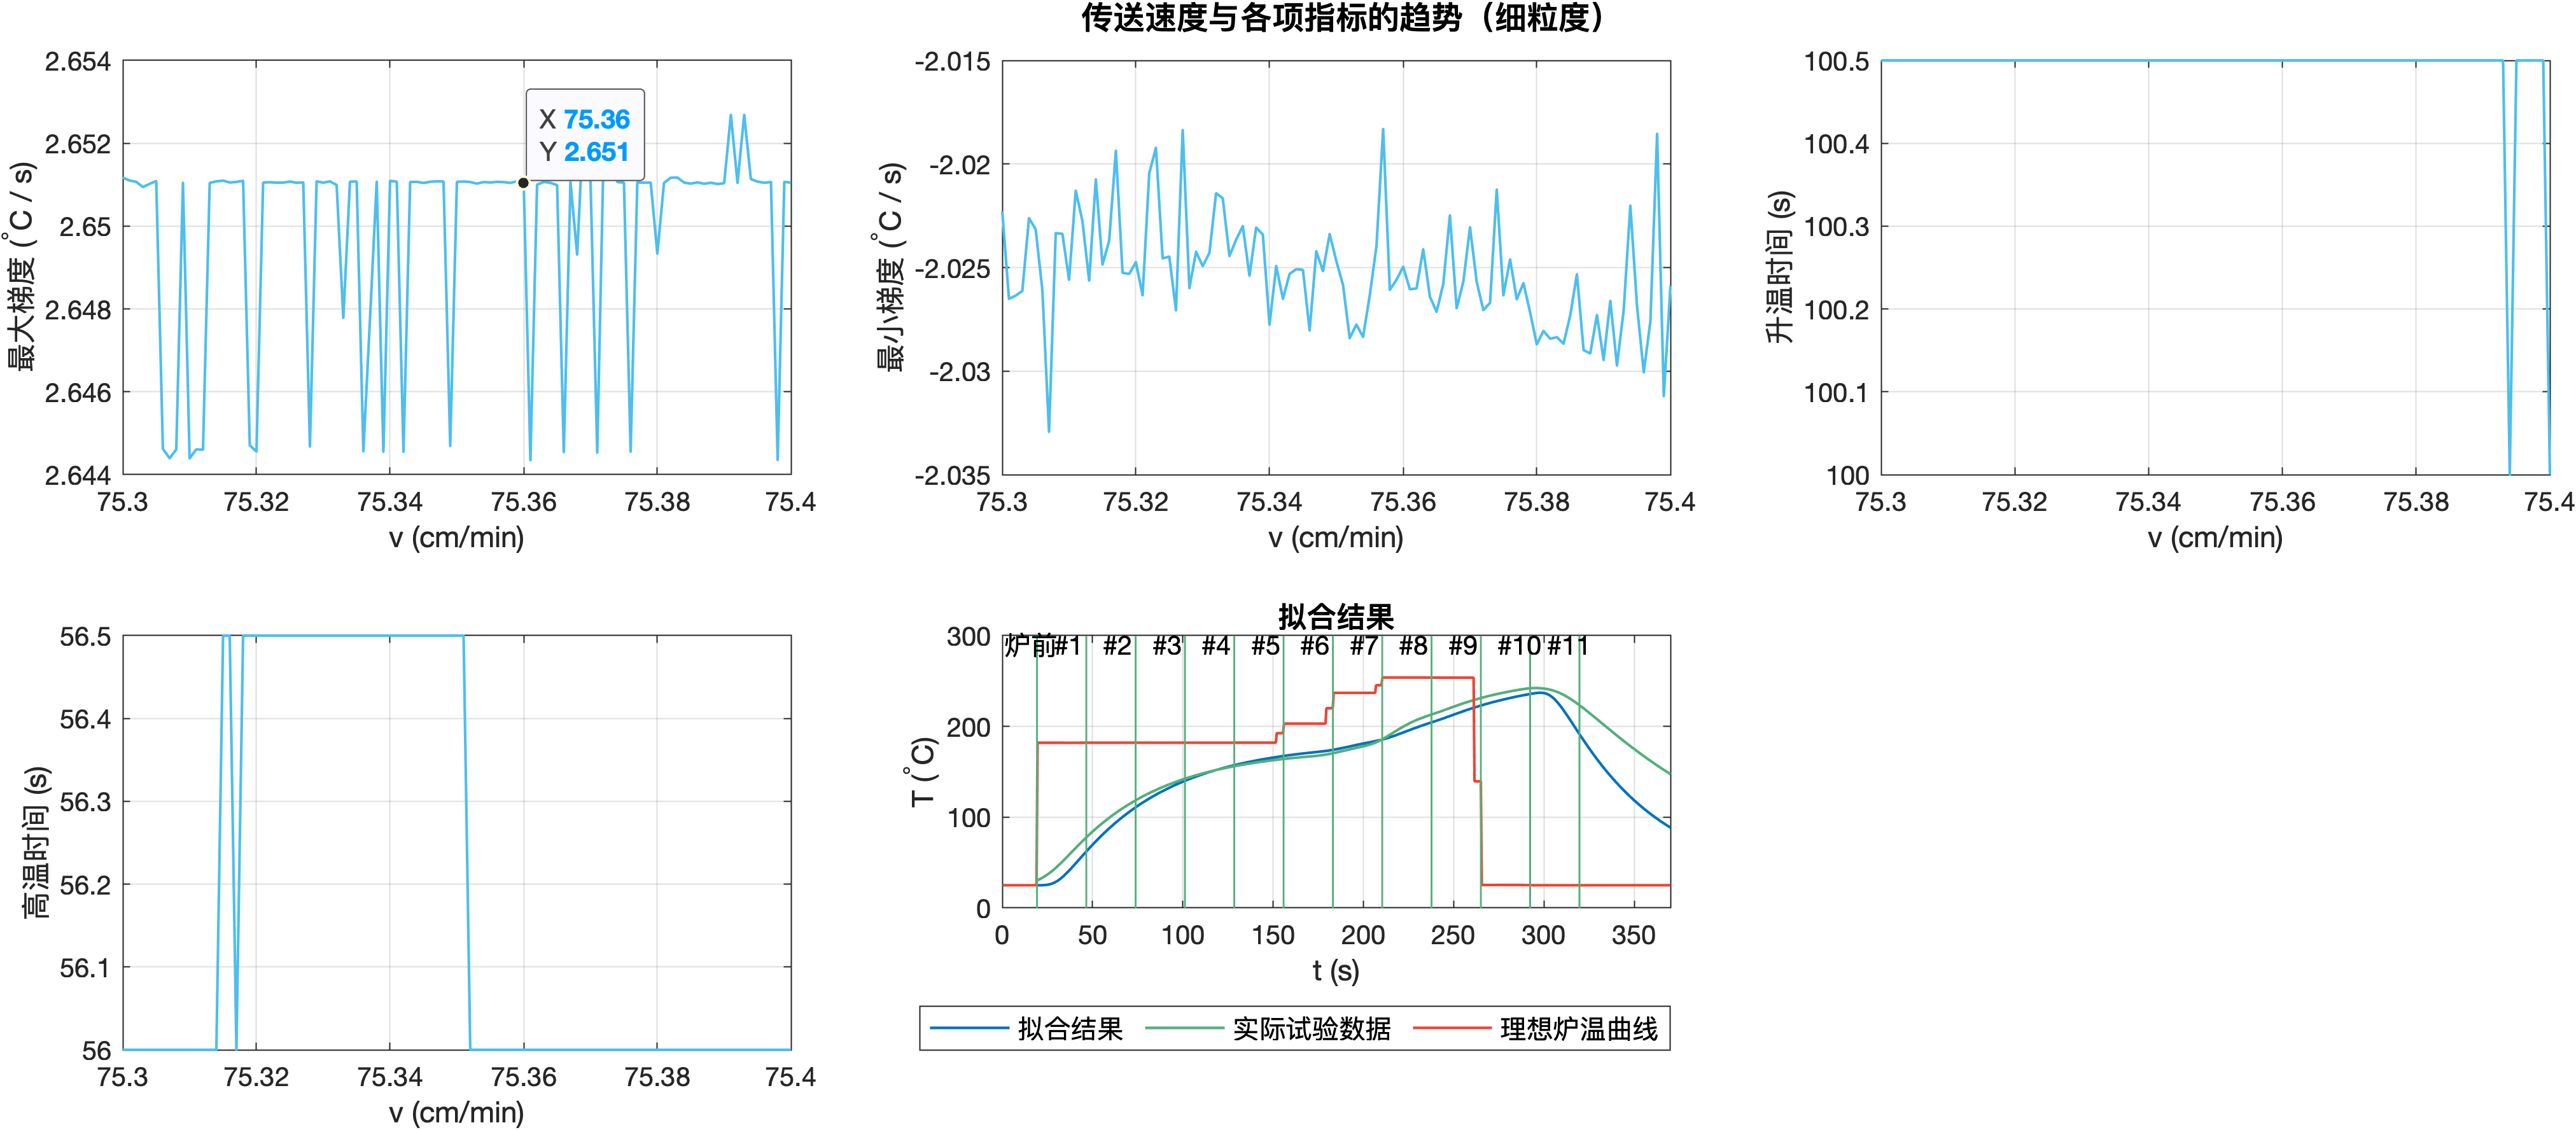 传送速度与各项指标的趋势（细粒度）
2.654
2.652
2.65
2.648
2.646
2.644
最大梯度 (°C / s)
X 75.36
Y 2.651
75.3 75.32 75.34 75.36 75.38 75.4
v (cm/min)
-2.015
-2.02
-2.025
-2.03
-2.035
最小梯度 (°C / s)
75.3 75.32 75.34 75.36 75.38 75.4
v (cm/min)
100.5
100.4
100.3
100.2
100.1
100
升温时间 (s)
75.3 75.32 75.34 75.36 75.38 75.4
v (cm/min)
56.5
56.4
56.3
56.2
56.1
56
高温时间 (s)
75.3 75.32 75.34 75.36 75.38 75.4
v (cm/min)
拟合结果
300
200
100
0
T (°C)
炉前 #1 #2 #3 #4 #5 #6 #7 #8 #9 #10 #11
0 50 100 150 200 250 300 350
t (s)
拟合结果 实际试验数据 理想炉温曲线